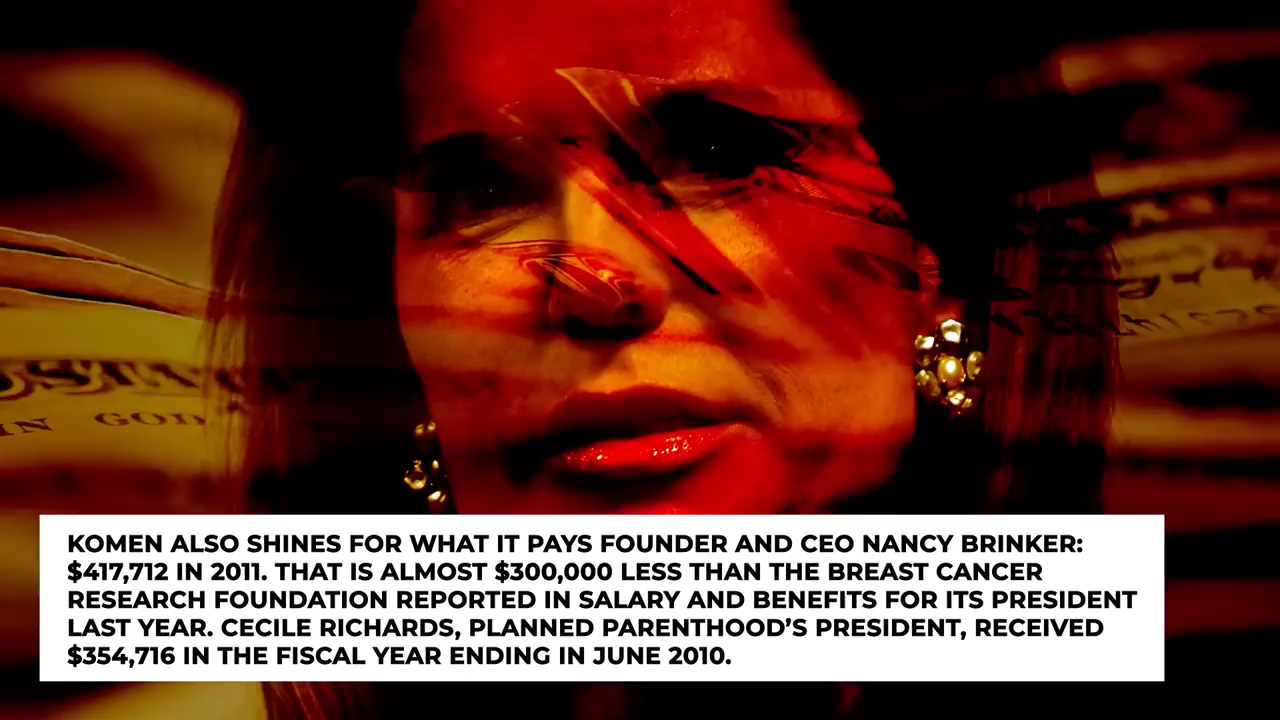 KOMEN ALSO SHINES FOR WHAT IT PAYS FOUNDER AND CEO NANCY BRINKER:
$417,712 IN 2011. THAT IS ALMOST $300,000 LESS THAN THE BREAST CANCER
RESEARCH FOUNDATION REPORTED IN SALARY AND BENEFITS FOR ITS PRESIDENT
LAST YEAR. CECILE RICHARDS, PLANNED PARENTHOOD’S PRESIDENT, RECEIVED
$354,716 IN THE FISCAL YEAR ENDING IN JUNE 2010.
IN GOD